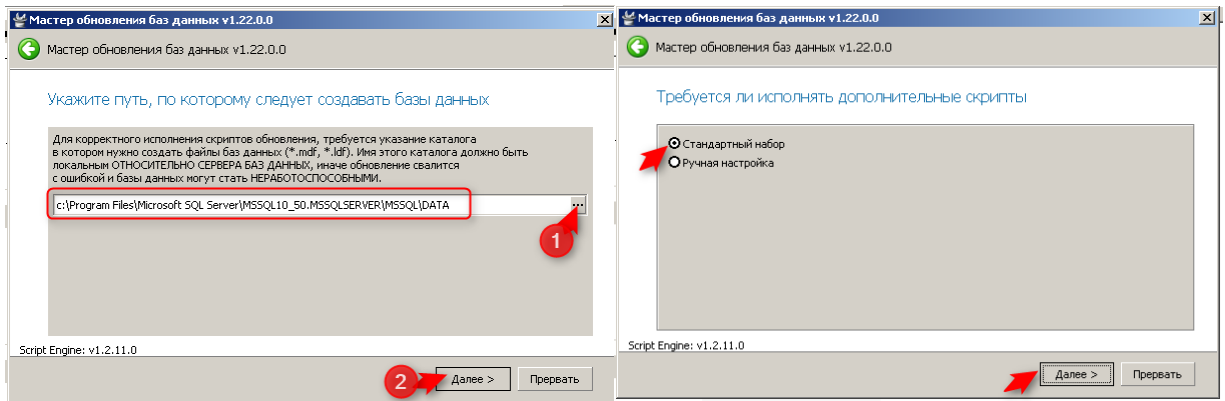 Мастер обновления баз данных v1.22.0.0
Мастер обновления баз данных v1.22.0.0
Укажите путь, по которому следует создавать базы данных
Для корректного исполнения скриптов обновления, требуется указание каталога
в котором нужно создать файлы баз данных (*.mdf, *.ldf). Имя этого каталога должно быть
локальным ОТНОСИТЕЛЬНО СЕРВЕРА БАЗ ДАННЫХ, иначе обновление свалится
с ошибкой и базы данных могут стать НЕРАБОТОСПОСОБНЫМИ.
c:\Program Files\Microsoft SQL Server\MSSQL10_50.MSSQLSERVER\MSSQL\DATA
...
1
Script Engine: v1.2.11.0
2
Далее >
Прервать
Мастер обновления баз данных v1.22.0.0
Мастер обновления баз данных v1.22.0.0
Требуется ли исполнять дополнительные скрипты
Стандартный набор
Ручная настройка
Script Engine: v1.2.11.0
Далее >
Прервать